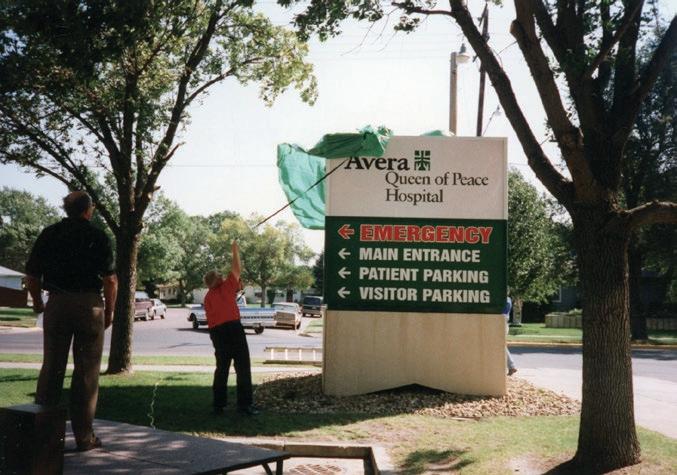 Avera
Queen of Peace
Hospital
← EMERGENCY
← MAIN ENTRANCE
← PATIENT PARKING
← VISITOR PARKING